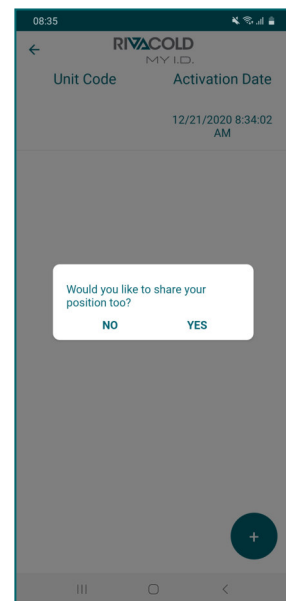 08:35
RIVACOLD
MY I.D.
Unit Code Activation Date
12/21/2020 8:34:02
AM
Would you like to share your
position too?
NO YES
+